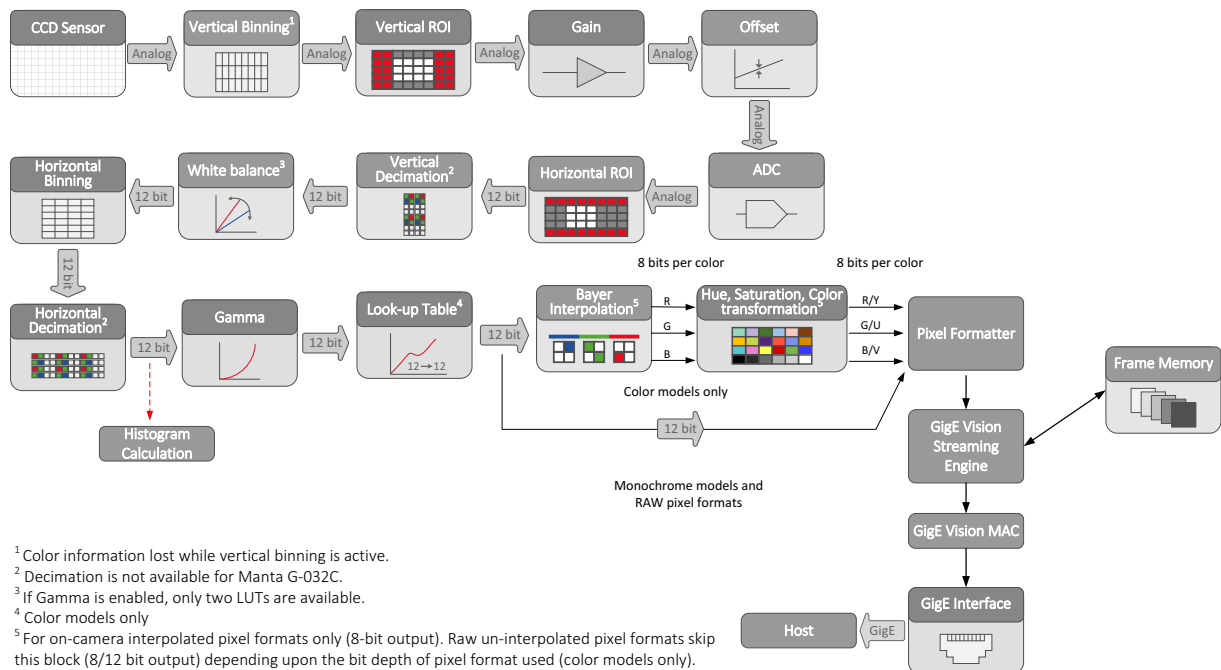 CCD Sensor
Analog
Vertical Binning1
Analog
Vertical ROI
Analog
Gain
Analog
Offset
Analog
Horizontal
Binning
12 bit
White balance3
12 bit
Vertical
Decimation2
12 bit
Horizontal ROI
Analog
ADC
12 bit
8 bits per color
8 bits per color
Horizontal
Decimation2
12 bit
Gamma
12 bit
Look-up Table4
12→12
12 bit
Bayer
Interpolation5
R
G
B
Hue, Saturation, Color
transformation5
R/Y
G/U
B/V
Pixel Formatter
Frame Memory
Color models only
12 bit
Histogram
Calculation
GigE Vision
Streaming
Engine
Monochrome models and
RAW pixel formats
GigE Vision MAC
1 Color information lost while vertical binning is active.
2 Decimation is not available for Manta G-032C.
3 If Gamma is enabled, only two LUTs are available.
4 Color models only
5 For on-camera interpolated pixel formats only (8-bit output). Raw un-interpolated pixel formats skip
this block (8/12 bit output) depending upon the bit depth of pixel format used (color models only).
Host
GigE
GigE Interface